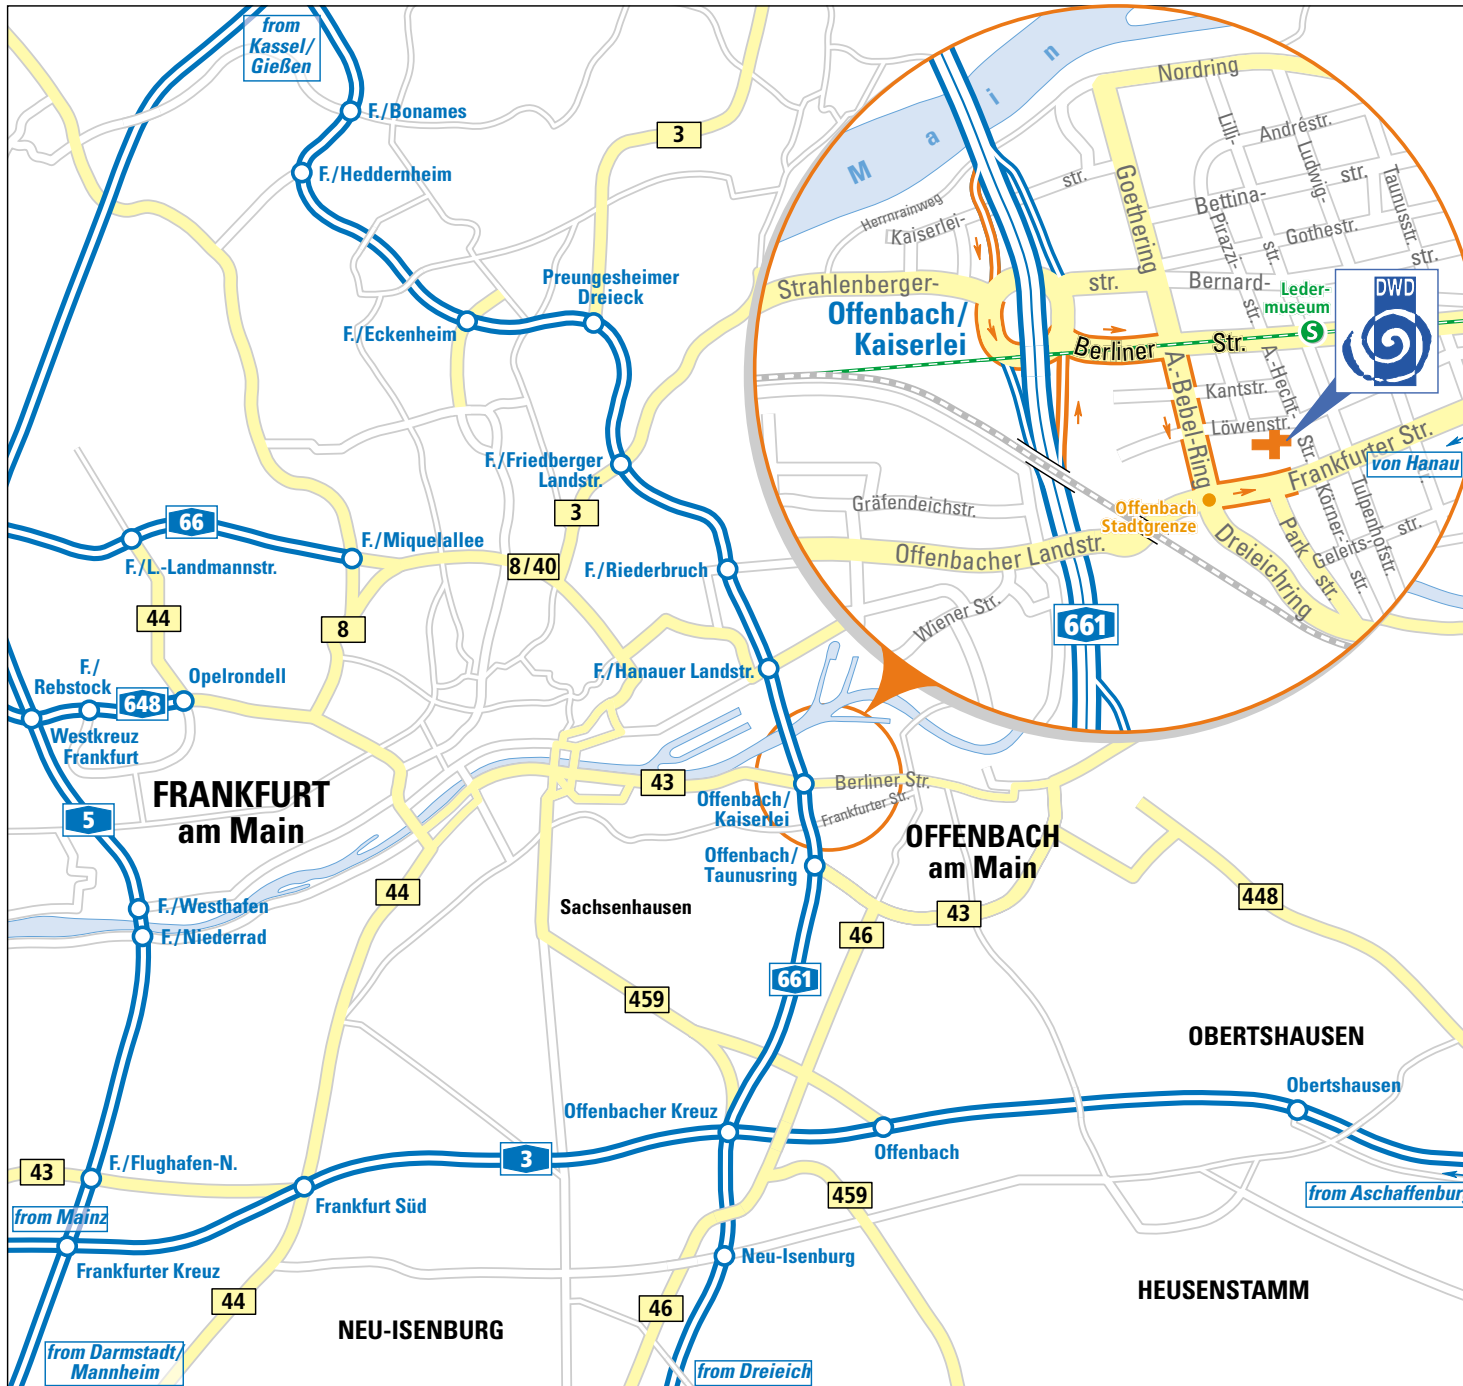 from
Kassel/
Gießen
F./Bonames
F./Heddernheim
3
Preungesheimer
Dreieck
F./Eckenheim
F./Friedberger
Landstr.
3
66
F./L.-Landmannstr.
F./Miquelallee
8/40
F./Riederbruch
44
8
F./
Rebstock
648
Opelrondell
Westkreuz
Frankfurt
F./Hanauer Landstr.
5
FRANKFURT
am Main
43
Offenbach/
Kaiserlei
Berliner Str.
Frankfurter Str.
OFFENBACH
am Main
Offenbach/
Taunusring
44
F./Westhafen
F./Niederrad
Sachsenhausen
46
43
448
661
459
OBERTSHAUSEN
Obertshausen
Offenbacher Kreuz
3
Offenbach
43
F./Flughafen-N.
from Mainz
Frankfurt Süd
459
from Aschaffenburg
Frankfurter Kreuz
Neu-Isenburg
44
46
HEUSENSTAMM
NEU-ISENBURG
from Darmstadt/
Mannheim
from Dreieich
Main
Nordring
Lilli-
Andréstr.
Ludwig-
str.
Taunusstr.
Goethering
str.
Herrnrainweg
Kaiserlei-
Bettina-
Pirazzi-
str.
Gothestr.
str.
Strahlenberger-
str.
Bernard-
str.
Leder-
museum
S
DWD
Offenbach/
Kaiserlei
Berliner
Str.
A.-Bebel-Ring
Kantstr.
A.-Hecht-
Str.
Löwenstr.
Frankfurter Str.
von Hanau
Gräfendeichstr.
Offenbach
Stadtgrenze
Offenbacher Landstr.
Dreieichring
Park
str.
Körner-
str.
Tulpenhofstr.
Geleits-
str.
Wiener Str.
661